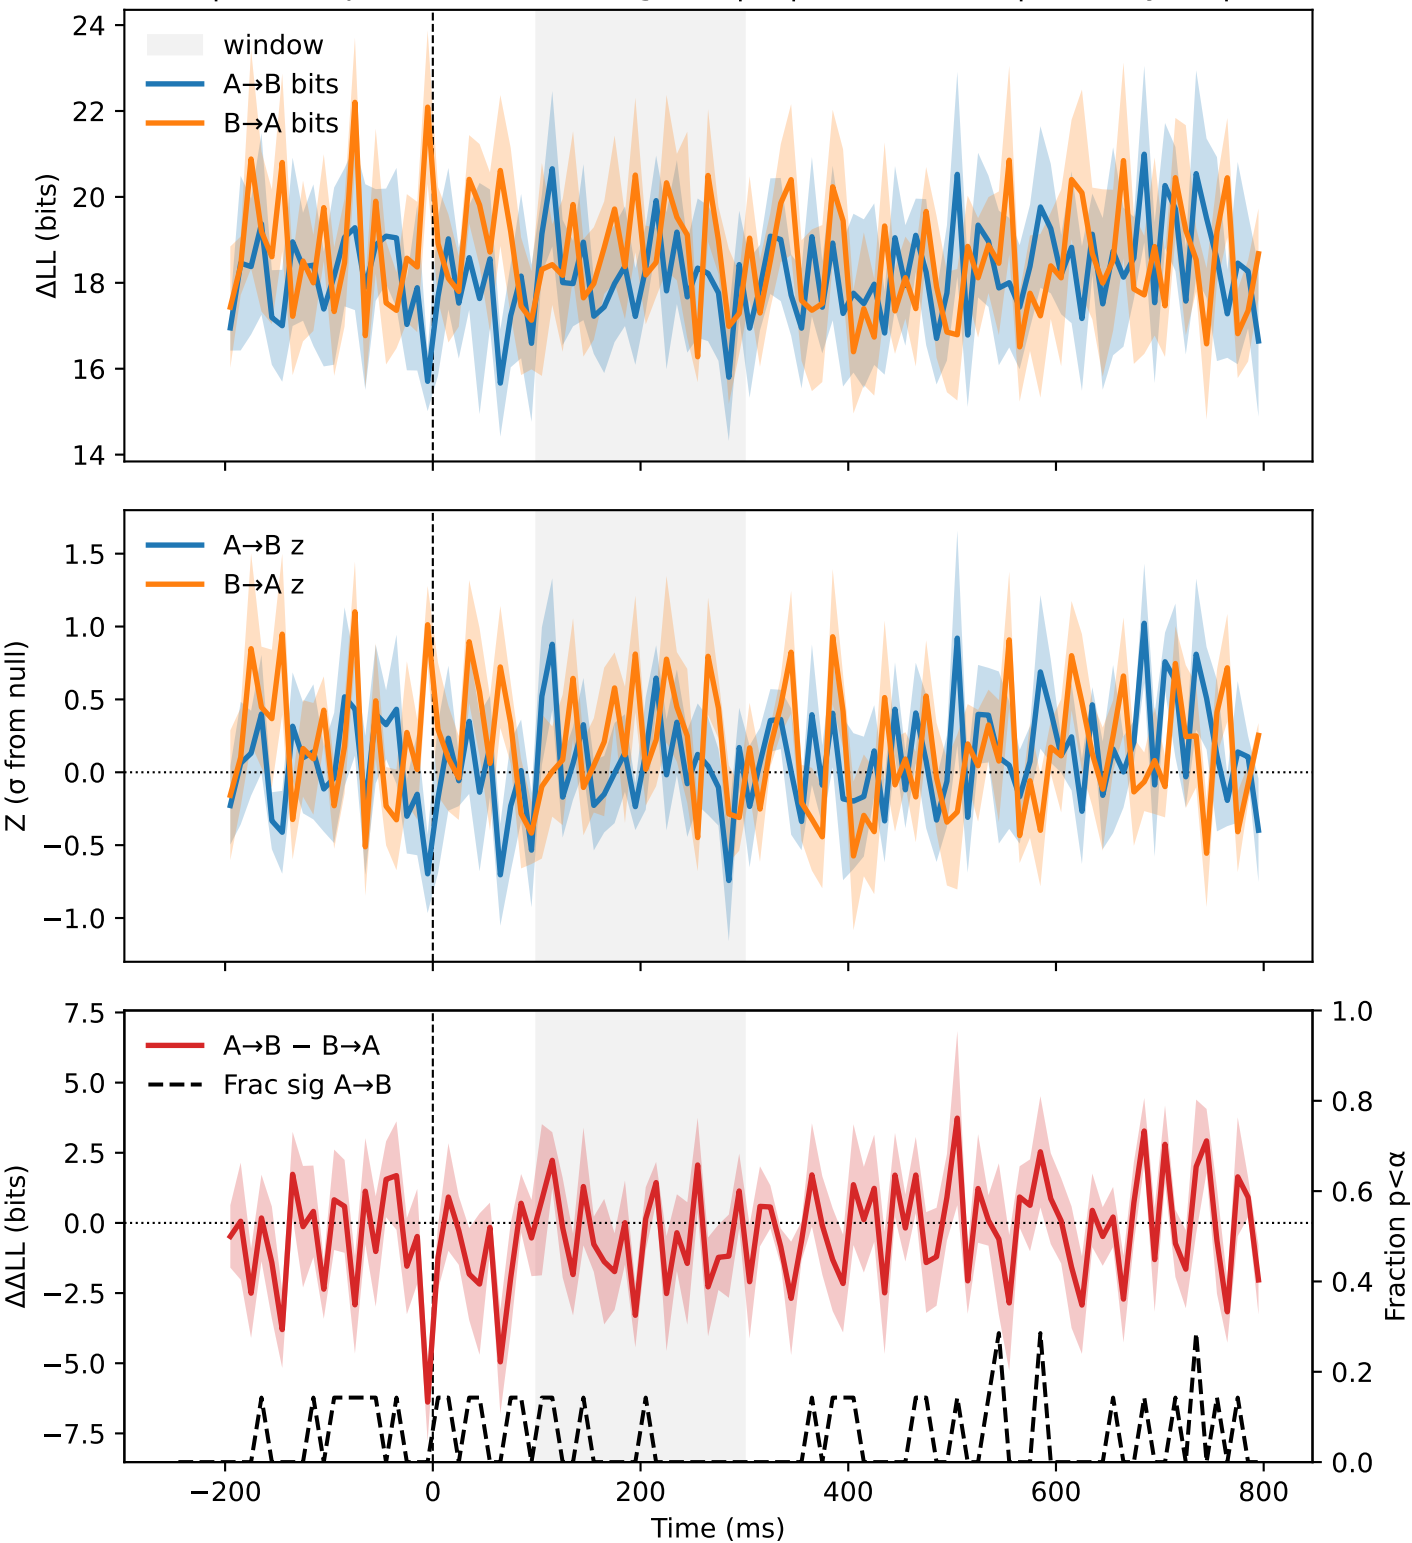 24
22
20
18
16
14
ΔLL (bits)
window
A→B bits
B→A bits
1.5
1.0
0.5
0.0
−0.5
−1.0
Z (σ from null)
A→B z
B→A z
7.5
5.0
2.5
0.0
−2.5
−5.0
−7.5
ΔΔLL (bits)
A→B − B→A
Frac sig A→B
1.0
0.8
0.6
0.4
0.2
0.0
Fraction p<α
−200
0
200
400
600
800
Time (ms)